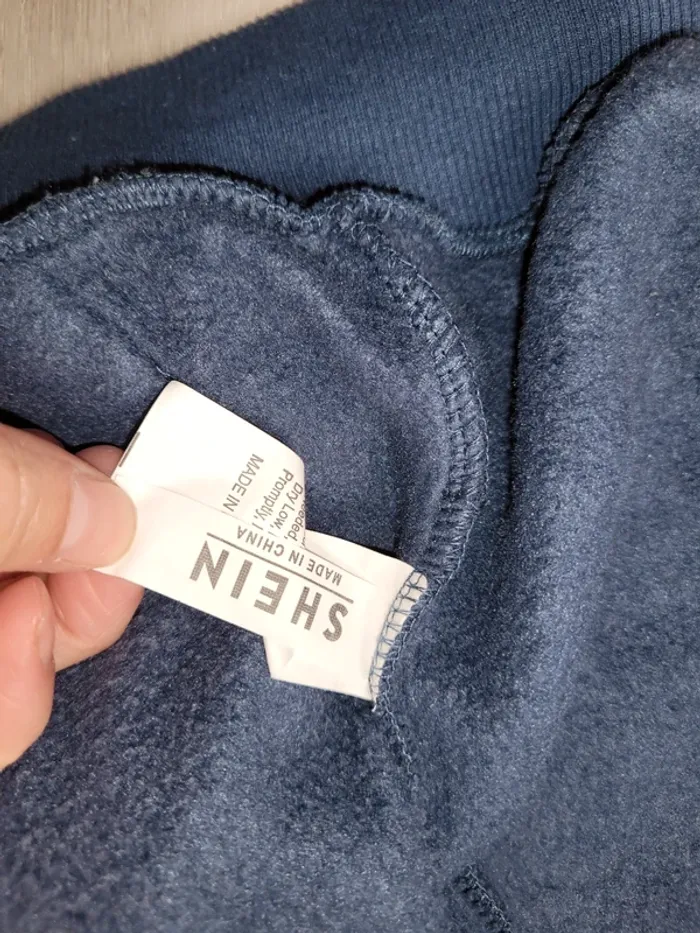 SHEIN
MADE IN CHINA
Dry Low,
Promptly,
MADE IN